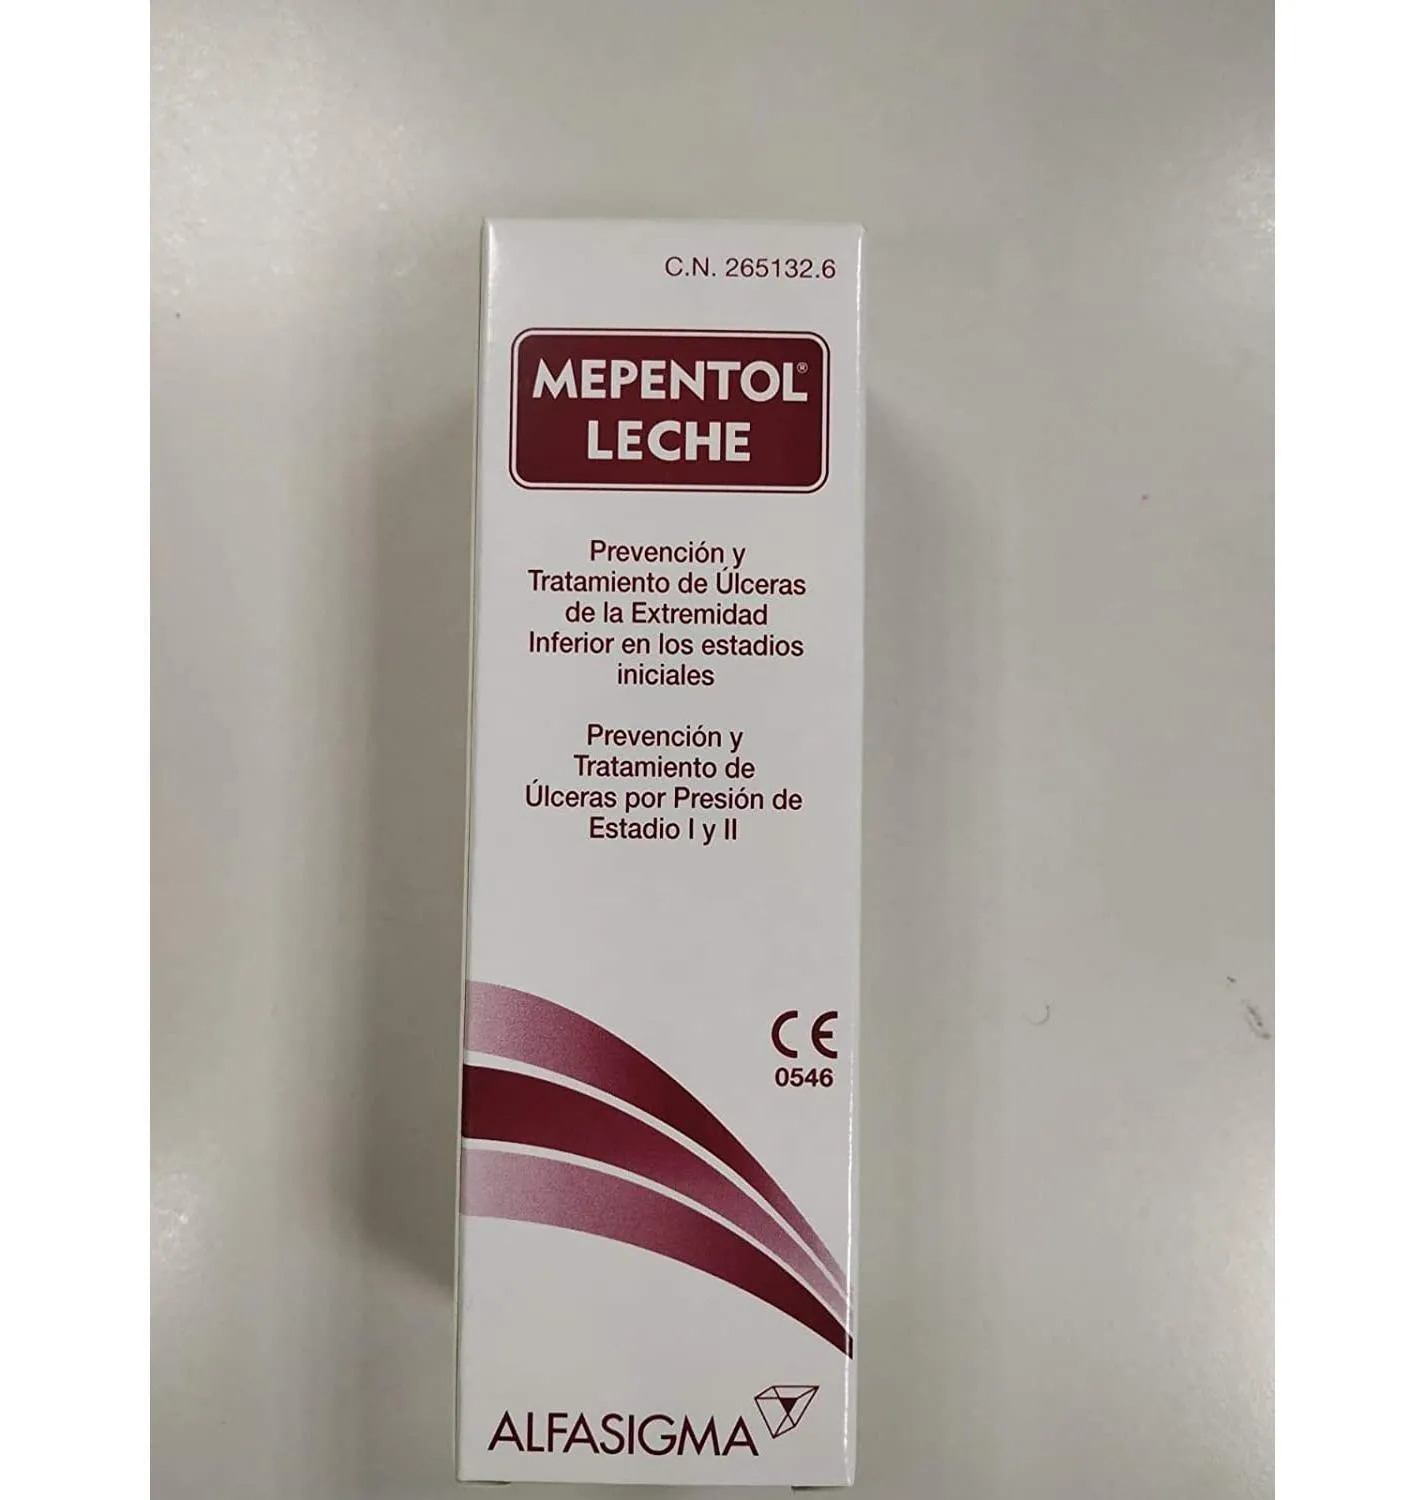 C.N. 265132.6
MEPENTOL®
LECHE
Prevención y
Tratamiento de Úlceras
de la Extremidad
Inferior en los estadios
iniciales
Prevención y
Tratamiento de
Úlceras por Presión de
Estadio I y II
CE
0546
ALFASIGMA